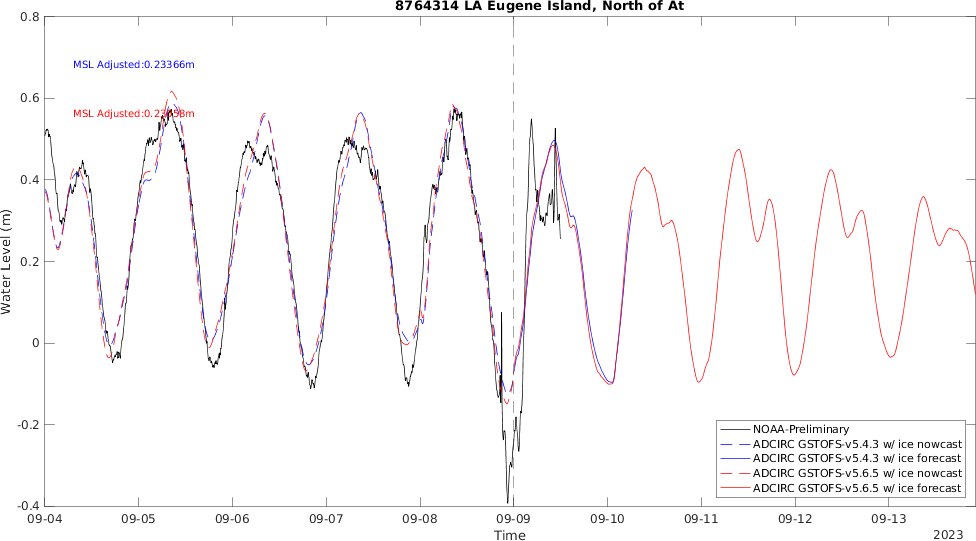 8764314 LA Eugene Island, North of At
0.8
MSL Adjusted:0.23366m
0.6
0.4
0.2
0
-0.2
-0.4
Water Level (m)
NOAA-Preliminary
ADCIRC GSTOFS-v5.4.3 w/ ice nowcast
ADCIRC GSTOFS-v5.4.3 w/ ice forecast
ADCIRC GSTOFS-v5.6.5 w/ ice nowcast
ADCIRC GSTOFS-v5.6.5 w/ ice forecast
09-04 09-05 09-06 09-07 09-08 09-09 09-10 09-11 09-12 09-13
Time
2023
MSL Adjusted: